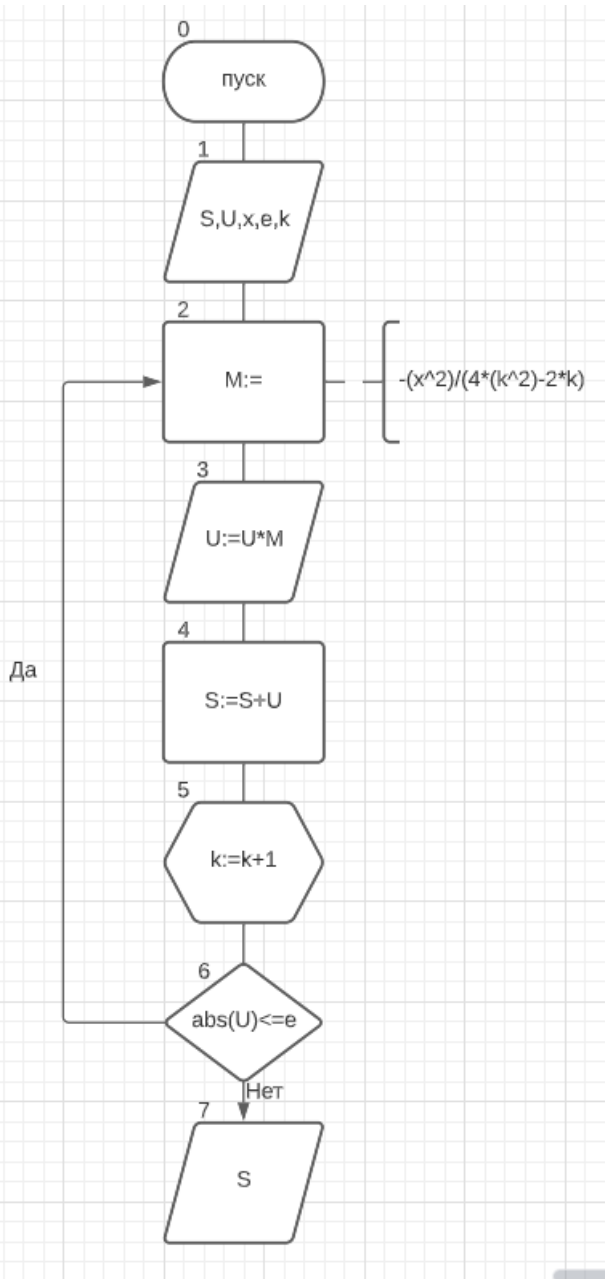 0
пуск
1
S,U,x,e,k
2
M:=
-(x^2)/(4*(k^2)-2*k)
3
U:=U*M
4
S:=S+U
5
k:=k+1
Да
6
abs(U)<=e
Нет
7
S